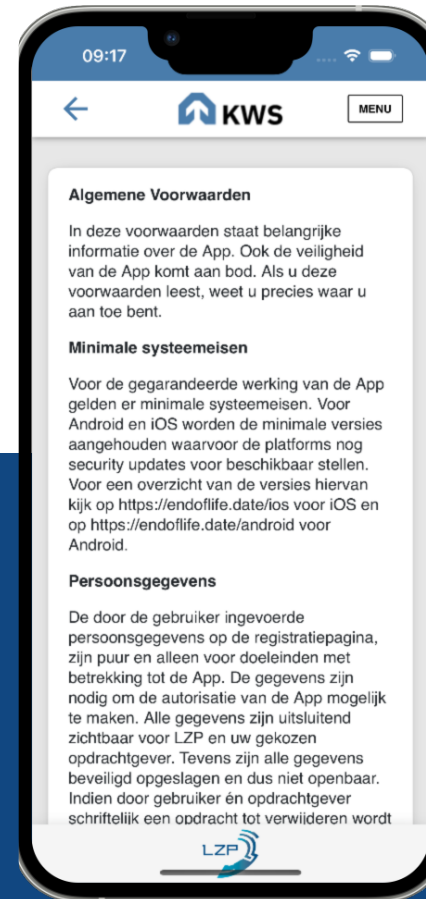 09:17
KWS
MENU
Algemene Voorwaarden
In deze voorwaarden staat belangrijke
informatie over de App. Ook de veiligheid
van de App komt aan bod. Als u deze
voorwaarden leest, weet u precies waar u
aan toe bent.
Minimale systeemeisen
Voor de gegarandeerde werking van de App
gelden er minimale systeemeisen. Voor
Android en iOS worden de minimale versies
aangehouden waarvoor de platforms nog
security updates voor beschikbaar stellen.
Voor een overzicht van de versies hiervan
kijk op https://endoflife.date/ios voor iOS en
op https://endoflife.date/android voor
Android.
Persoonsgegevens
De door de gebruiker ingevoerde
persoonsgegevens op de registratiepagina,
zijn puur en alleen voor doeleinden met
betrekking tot de App. De gegevens zijn
nodig om de autorisatie van de App mogelijk
te maken. Alle gegevens zijn uitsluitend
zichtbaar voor LZP en uw gekozen
opdrachtgever. Tevens zijn alle gegevens
beveiligd opgeslagen en dus niet openbaar.
Indien door gebruiker én opdrachtgever
schriftelijk een opdracht tot verwijderen wordt
LZP